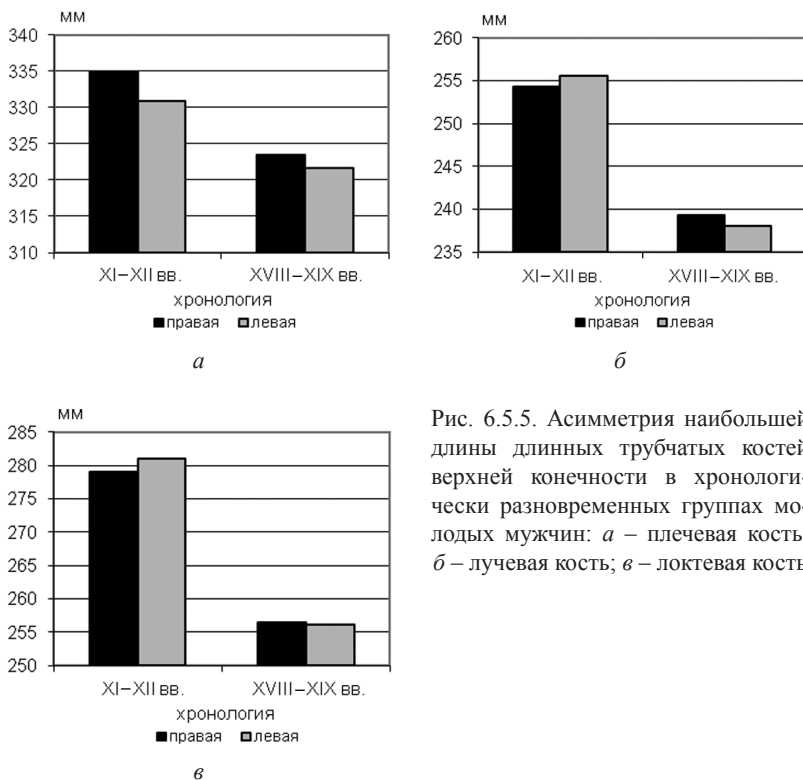 мм
340
335
330
325
320
315
310
XI–XII вв. XVIII–XIX вв.
хронология
правая левая
а
мм
260
255
250
245
240
235
XI–XII вв. XVIII–XIX вв.
хронология
правая левая
б
мм
285
280
275
270
265
260
255
250
XI–XII вв. XVIII–XIX вв.
хронология
правая левая
в
Рис. 6.5.5. Асимметрия наибольшей
длины длинных трубчатых костей
верхней конечности в хронологи-
чески разновременных группах мо-
лодых мужчин: а – плечевая кость
б – лучевая кость; в – локтевая кость